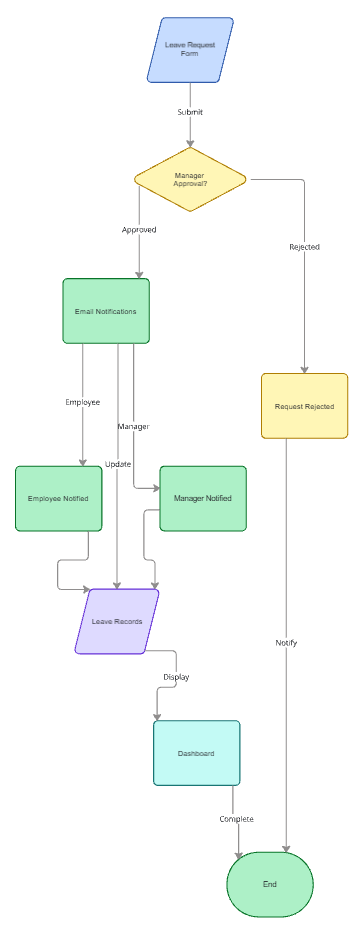 Leave Request
Form
Submit
Manager
Approval?
Approved
Rejected
Email Notifications
Employee
Manager
Request Rejected
Update
Employee Notified
Manager Notified
Leave Records
Notify
Display
Dashboard
Complete
End